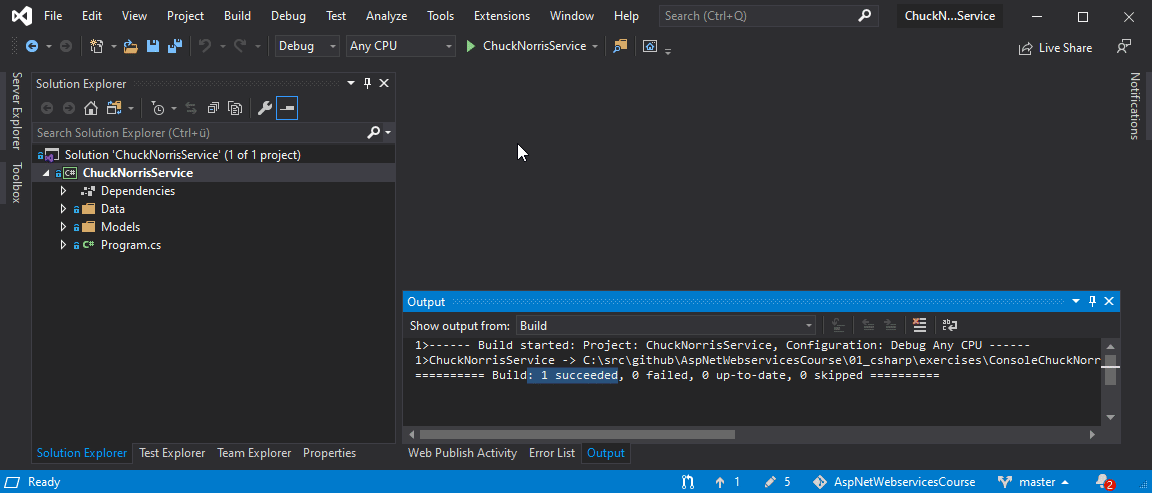 File Edit View Project Build Debug Test Analyze Tools Extensions Window Help Search (Ctrl+Q) ChuckN...Service
Debug Any CPU ChuckNorrisService Live Share
Server Explorer
Toolbox
Solution Explorer
Search Solution Explorer (Ctrl+ü)
Solution 'ChuckNorrisService' (1 of 1 project)
C# ChuckNorrisService
Dependencies
Data
Models
C# Program.cs
Solution Explorer Test Explorer Team Explorer Properties
Output
Show output from: Build
1>------ Build started: Project: ChuckNorrisService, Configuration: Debug Any CPU ------
1>ChuckNorrisService -> C:\src\github\AspNetWebservicesCourse\01_csharp\exercises\ConsoleChuckNorr
========== Build: 1 succeeded, 0 failed, 0 up-to-date, 0 skipped ==========
Web Publish Activity Error List Output
Notifications
Ready 1 5 AspNetWebservicesCourse master 2